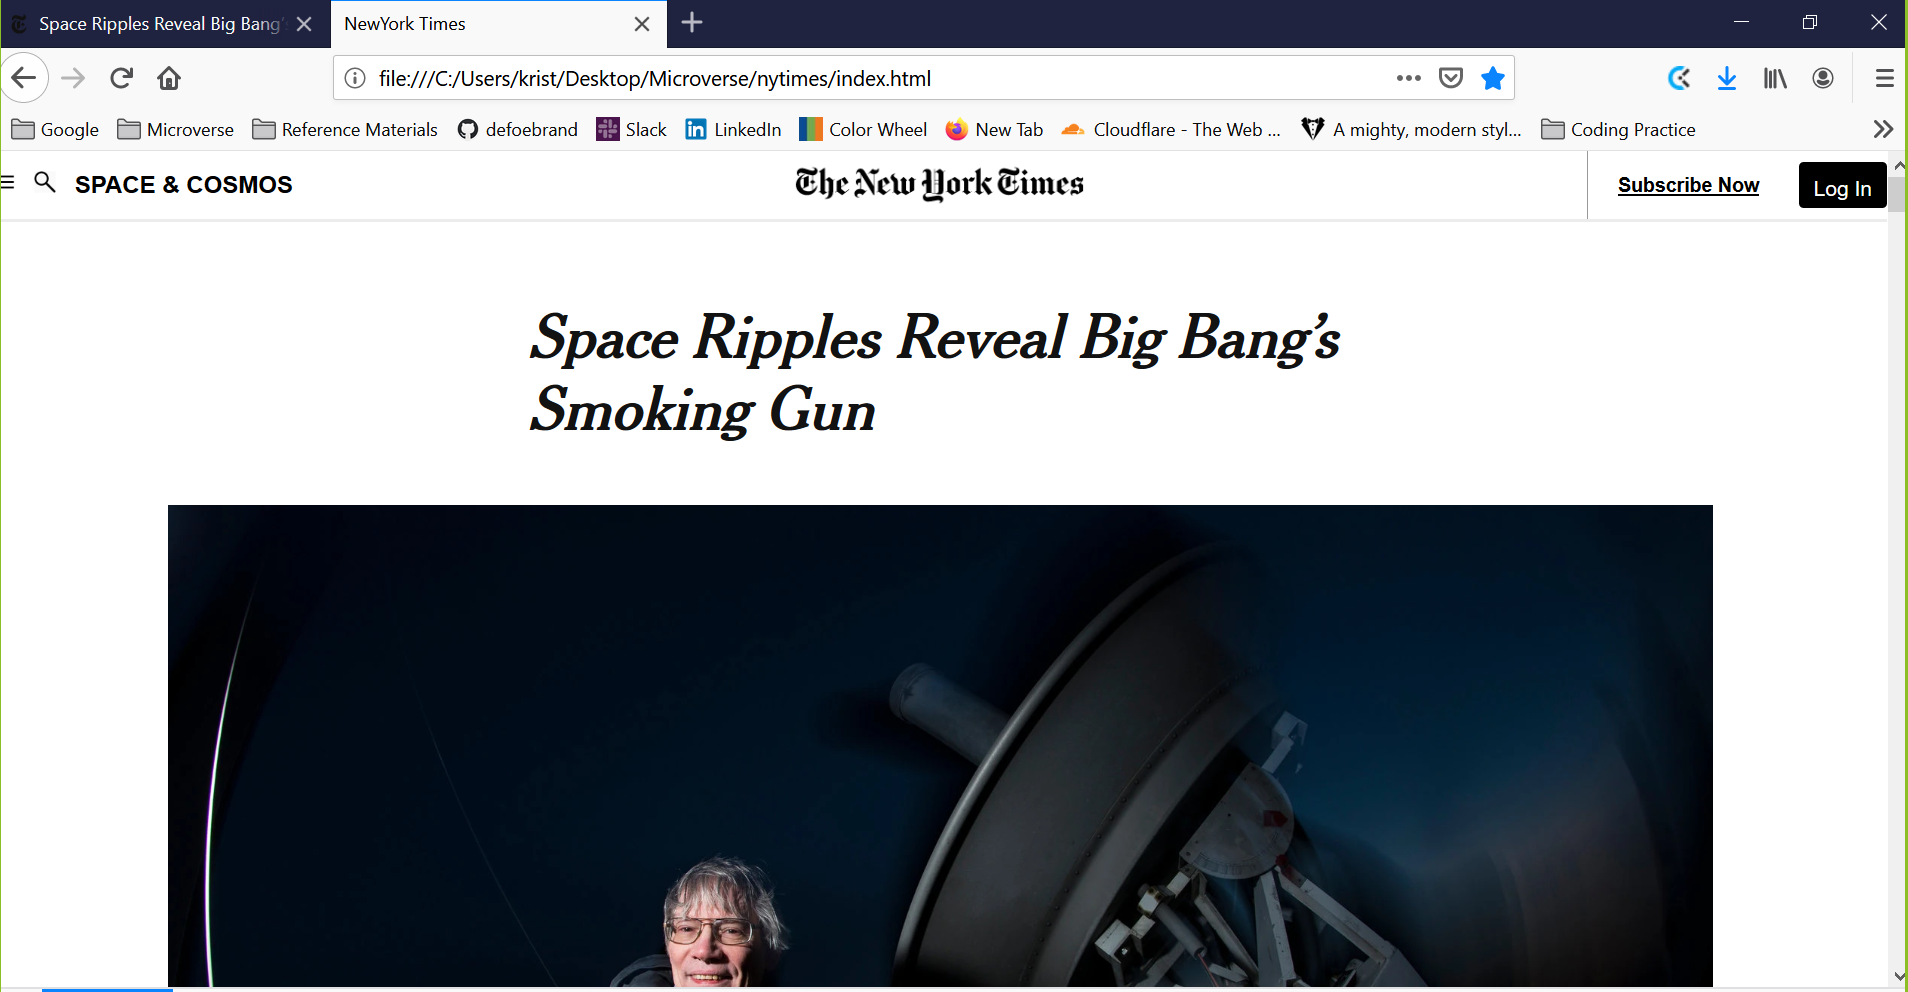 Space Ripples Reveal Big Bang's
NewYork Times
file:///C:/Users/krist/Desktop/Microverse/nytimes/index.html
Google Microverse Reference Materials defoebrand Slack LinkedIn Color Wheel New Tab Cloudflare - The Web ... A mighty, modern styl... Coding Practice
SPACE & COSMOS
The New York Times
Subscribe Now
Log In
Space Ripples Reveal Big Bang’s
Smoking Gun